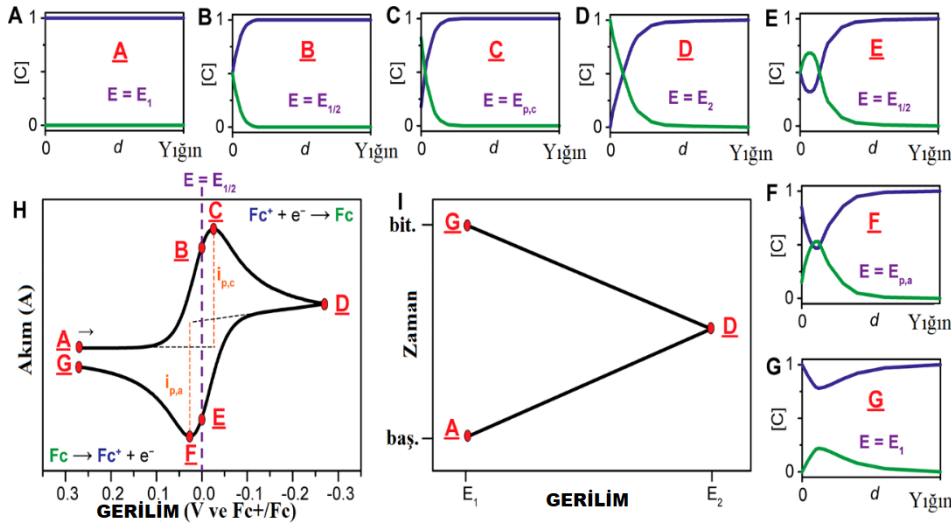 A
[C]
1
0
A
E = E1
0
d
Yığın
B
1
0
B
E = E1/2
0
d
Yığın
C
1
0
C
E = Ep,c
0
d
Yığın
D
1
0
D
E = E2
0
d
Yığın
E
[C]
1
0
E
E = E1/2
0
d
Yığın
E = E1/2
H
C
Fc⁺ + e⁻ → Fc
B
ip,c
D
A →
G
ip,a
E
F
Fc → Fc⁺ + e⁻
Akım (A)
0.3
0.2
0.1
0.0
-0.1
-0.2
-0.3
GERİLİM (V ve Fc+/Fc)
I
bit.
G
Zaman
D
A
baş.
E1
GERİLİM
E2
F
[C]
1
0
F
E = Ep,a
0
d
Yığın
G
[C]
1
0
G
E = E1
0
d
Yığın